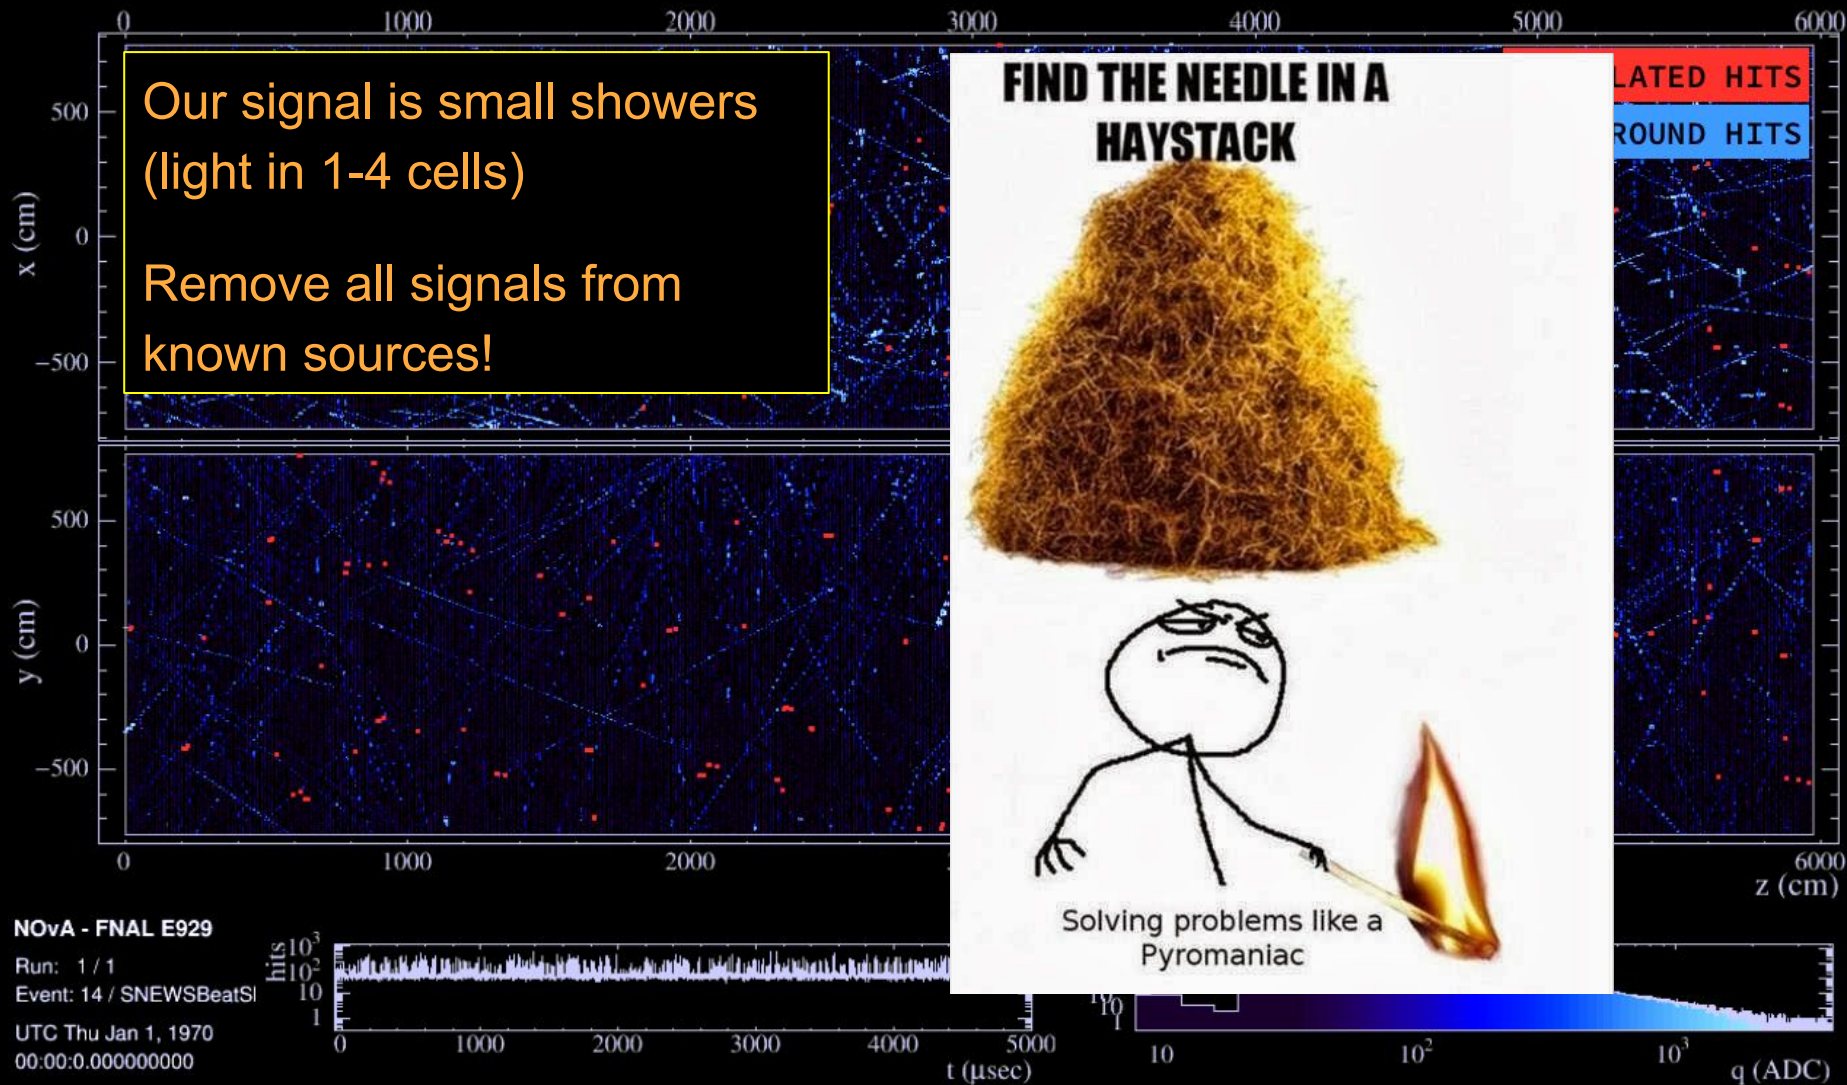 0 1000 2000 3000 4000 5000 6000
Our signal is small showers
(light in 1-4 cells)
Remove all signals from
known sources!
FIND THE NEEDLE IN A
HAYSTACK
LATED HITS
ROUND HITS
500
0
−500
x (cm)
500
0
−500
y (cm)
0 1000 2000 6000
z (cm)
Solving problems like a
Pyromaniac
NOvA - FNAL E929
Run: 1 / 1
Event: 14 / SNEWSBeatSl
UTC Thu Jan 1, 1970
00:00:0.000000000
hits
10³
10²
10
1
0 1000 2000 3000 4000 5000
t (μsec)
1
10 10² 10³
q (ADC)